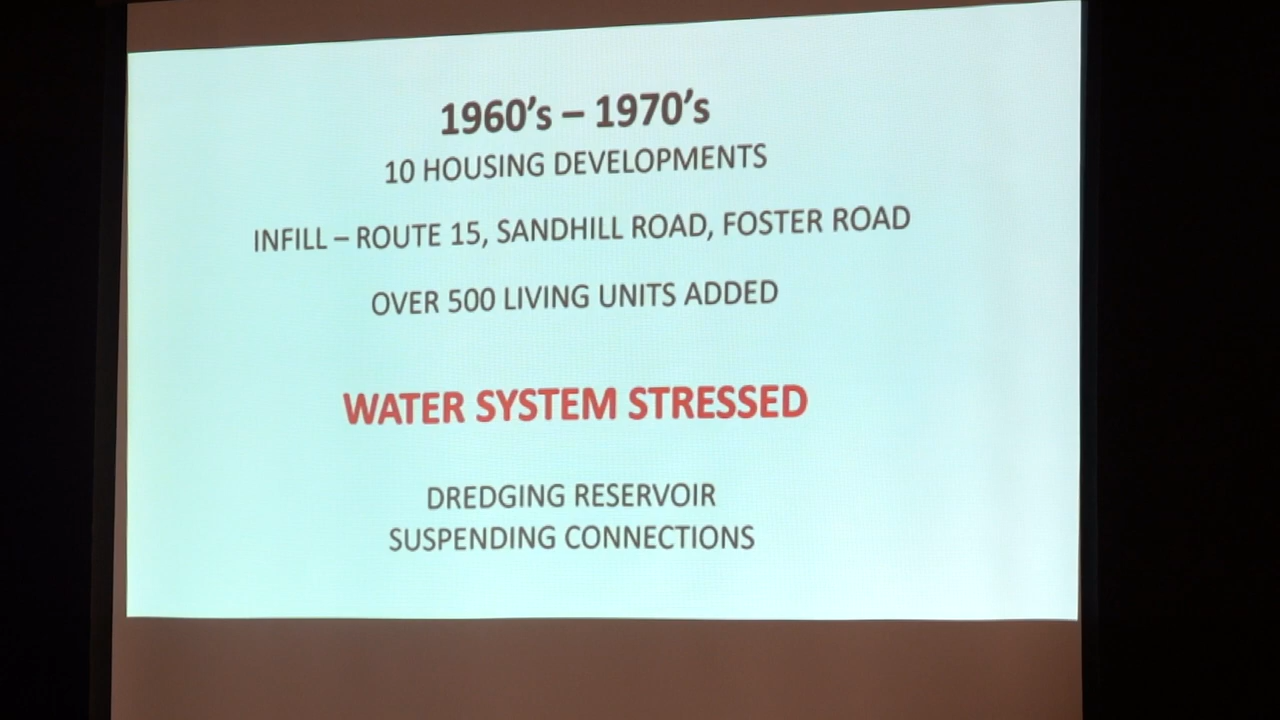 1960's – 1970's
10 HOUSING DEVELOPMENTS
INFILL – ROUTE 15, SANDHILL ROAD, FOSTER ROAD
OVER 500 LIVING UNITS ADDED
WATER SYSTEM STRESSED
DREDGING RESERVOIR
SUSPENDING CONNECTIONS